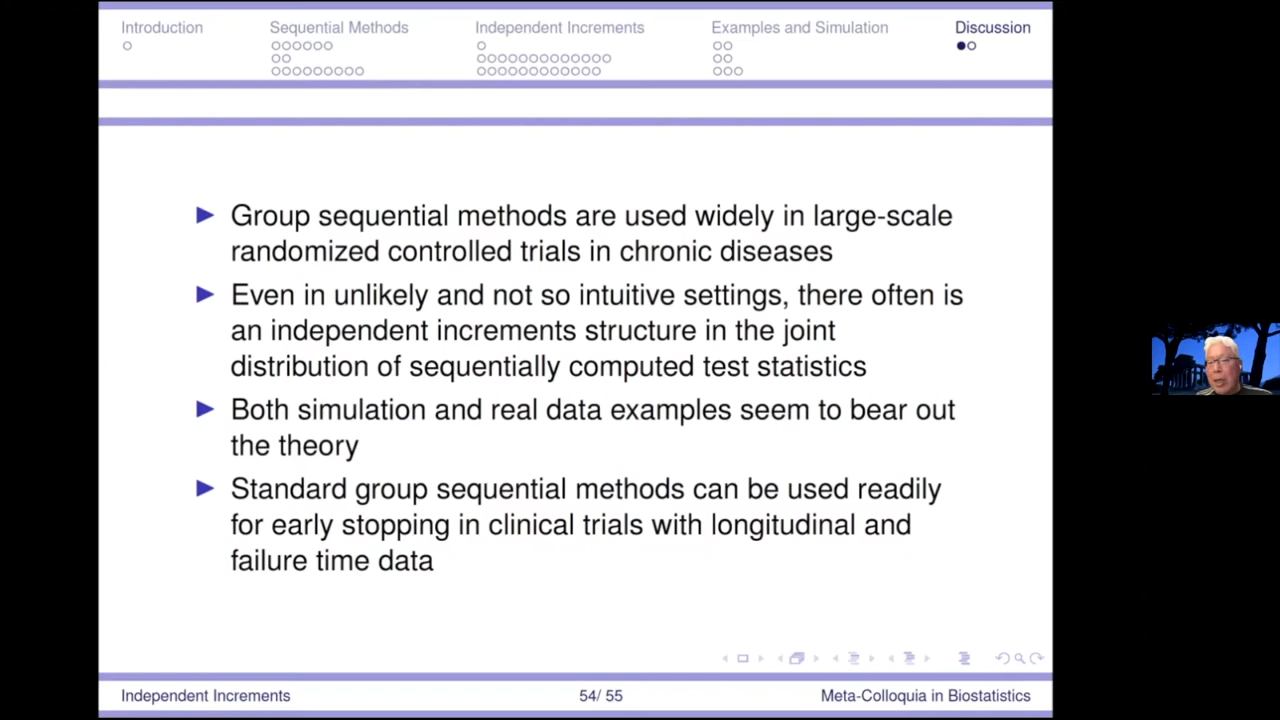 Introduction
Sequential Methods
Independent Increments
Examples and Simulation
Discussion
Group sequential methods are used widely in large-scale
randomized controlled trials in chronic diseases
Even in unlikely and not so intuitive settings, there often is
an independent increments structure in the joint
distribution of sequentially computed test statistics
Both simulation and real data examples seem to bear out
the theory
Standard group sequential methods can be used readily
for early stopping in clinical trials with longitudinal and
failure time data
Independent Increments
54/ 55
Meta-Colloquia in Biostatistics